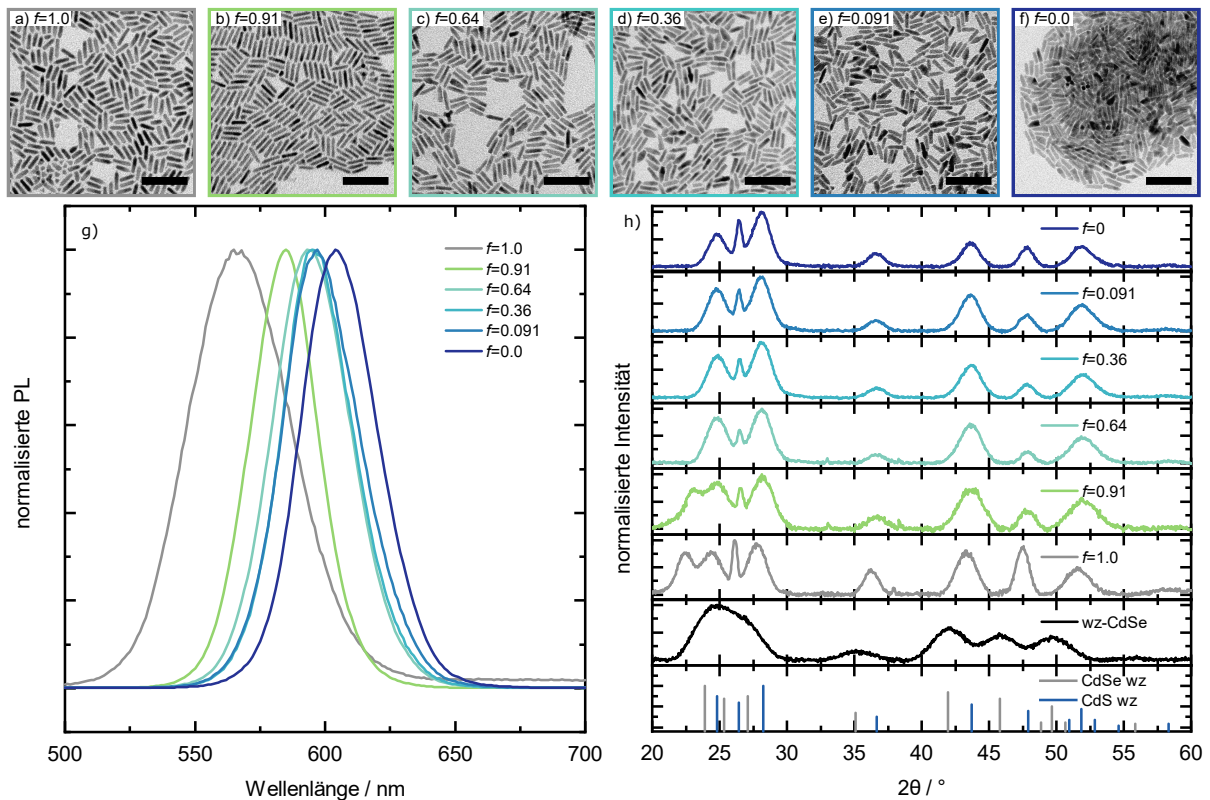 a) f=1.0
b) f=0.91
c) f=0.64
d) f=0.36
e) f=0.091
f) f=0.0
g)
f=1.0
f=0.91
f=0.64
f=0.36
f=0.091
f=0.0
normalisierte PL
500 550 600 650 700
Wellenlänge / nm
h)
f=0
f=0.091
f=0.36
f=0.64
f=0.91
f=1.0
wz-CdSe
CdSe wz
CdS wz
normalisierte Intensität
20 25 30 35 40 45 50 55 60
2θ / °